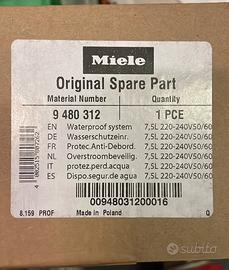 Miele
Original Spare Part
Material Number Quantity
9 480 312 1 PCE
EN Waterproof system 7,5L 220-240V50/60
DE Wasserschutzeinr. 7,5L 220-240V50/60
FR Protec.Anti-Debord. 7,5L 220-240V50/60
NL Overstroombeveilig. 7,5L 220-240V50/60
IT protez.perd.acqua 7,5L 220-240V50/60
ES Dispo.segur.de agua 7,5L 220-240V50/60
00948031200016
8.159 PROF Made in Poland Q
subito